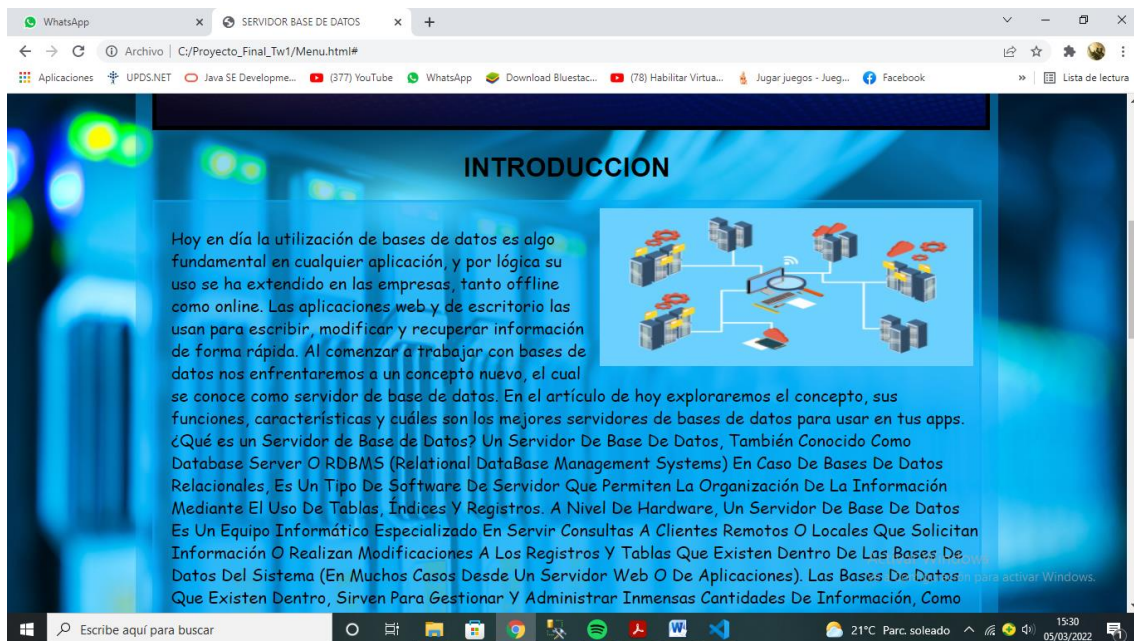 WhatsApp
SERVIDOR BASE DE DATOS
Archivo
C:/Proyecto_Final_Tw1/Menu.html#
Aplicaciones
UPDS.NET
Java SE Developme...
(377) YouTube
WhatsApp
Download Bluestac...
(78) Habilitar Virtua...
Jugar juegos - Jueg...
Facebook
»
Lista de lectura
INTRODUCCION
Hoy en día la utilización de bases de datos es algo
fundamental en cualquier aplicación, y por lógica su
uso se ha extendido en las empresas, tanto offline
como online. Las aplicaciones web y de escritorio las
usan para escribir, modificar y recuperar información
de forma rápida. Al comenzar a trabajar con bases de
datos nos enfrentaremos a un concepto nuevo, el cual
se conoce como servidor de base de datos. En el artículo de hoy exploraremos el concepto, sus
funciones, características y cuáles son los mejores servidores de bases de datos para usar en tus apps.
¿Qué es un Servidor de Base de Datos? Un Servidor De Base De Datos, También Conocido Como
Database Server O RDBMS (Relational DataBase Management Systems) En Caso De Bases De Datos
Relacionales, Es Un Tipo De Software De Servidor Que Permiten La Organización De La Información
Mediante El Uso De Tablas, Índices Y Registros. A Nivel De Hardware, Un Servidor De Base De Datos
Es Un Equipo Informático Especializado En Servir Consultas A Clientes Remotos O Locales Que Solicitan
Información O Realizan Modificaciones A Los Registros Y Tablas Que Existen Dentro De Las Bases De
Datos Del Sistema (En Muchos Casos Desde Un Servidor Web O De Aplicaciones). Las Bases De Datos
Que Existen Dentro, Sirven Para Gestionar Y Administrar Inmensas Cantidades De Información, Como
Activar Windows
para activar Windows.
Escribe aquí para buscar
21°C Parc. soleado
15:30
05/03/2022